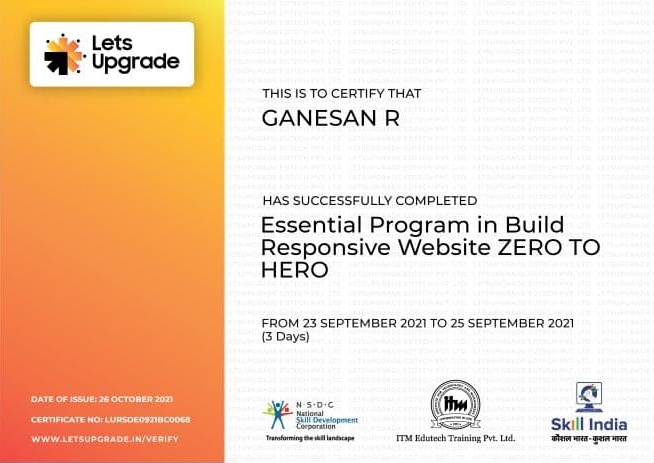 Lets
Upgrade
THIS IS TO CERTIFY THAT
GANESAN R
HAS SUCCESSFULLY COMPLETED
Essential Program in Build
Responsive Website ZERO TO
HERO
FROM 23 SEPTEMBER 2021 TO 25 SEPTEMBER 2021
(3 Days)
DATE OF ISSUE: 26 OCTOBER 2021
CERTIFICATE NO: LURSDE0921BC0068
WWW.LETSUPGRADE.IN/VERIFY
N·S·D·C
National
Skill Development
Corporation
Transforming the skill landscape
itm
ITM Edutech Training Pvt. Ltd.
Skill India
कौशल भारत-कुशल भारत